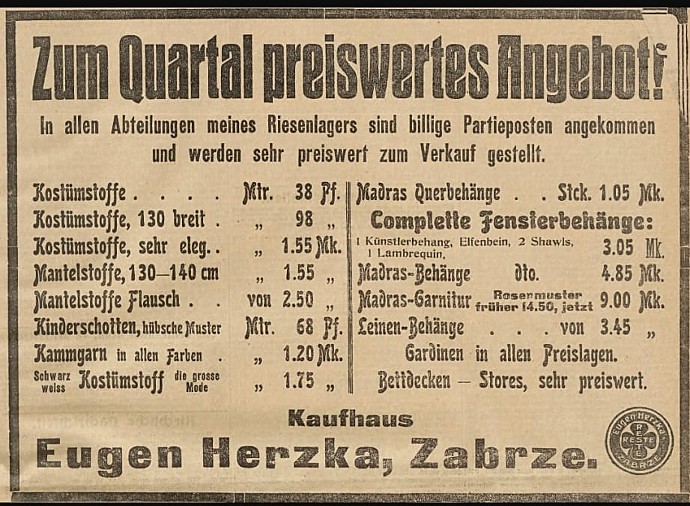 Zum Quartal preiswertes Angebot!
In allen Abteilungen meines Riesenlagers sind billige Partieposten angekommen
und werden sehr preiswert zum Verkauf gestellt.
Kostümstoffe . . . . Mtr. 38 Pf.
Kostümstoffe, 130 breit . „ 98 „
Kostümstoffe, sehr eleg. . „ 1.55 Mk.
Mantelstoffe, 130—140 cm „ 1.55 „
Mantelstoffe Flausch . . von 2.50 „
Kinderschotten, hübsche Muster Mtr. 68 Pf.
Kammgarn in allen Farben . „ 1.20 Mk.
Schwarz weiss Kostümstoff die grosse Mode „ 1.75 „
Madras Querbehänge . . Stck. 1.05 Mk.
Complette Fensterbehänge:
1 Künstlerbehang, Elfenbein, 2 Shawls,
1 Lambrequin, 3.05 Mk.
Madras-Behänge dto. 4.85 Mk.
Madras-Garnitur Rosenmuster früher 14.50, jetzt 9.00 Mk.
Leinen-Behänge . . . von 3.45 „
Gardinen in allen Preislagen.
Bettdecken — Stores, sehr preiswert.
Kaufhaus
Eugen Herzka, Zabrze.
Eugen Herzka
RESTE
ZABRZE